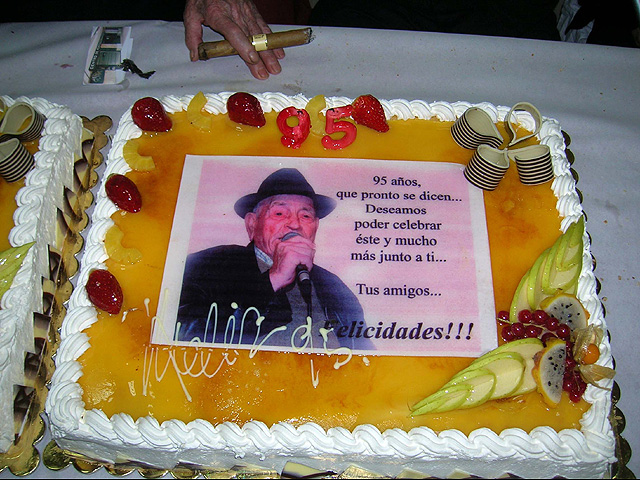 95
95 años,
que pronto se dicen...
Deseamos
poder celebrar
éste y mucho
más junto a ti...
Tus amigos...
Felicidades!!!